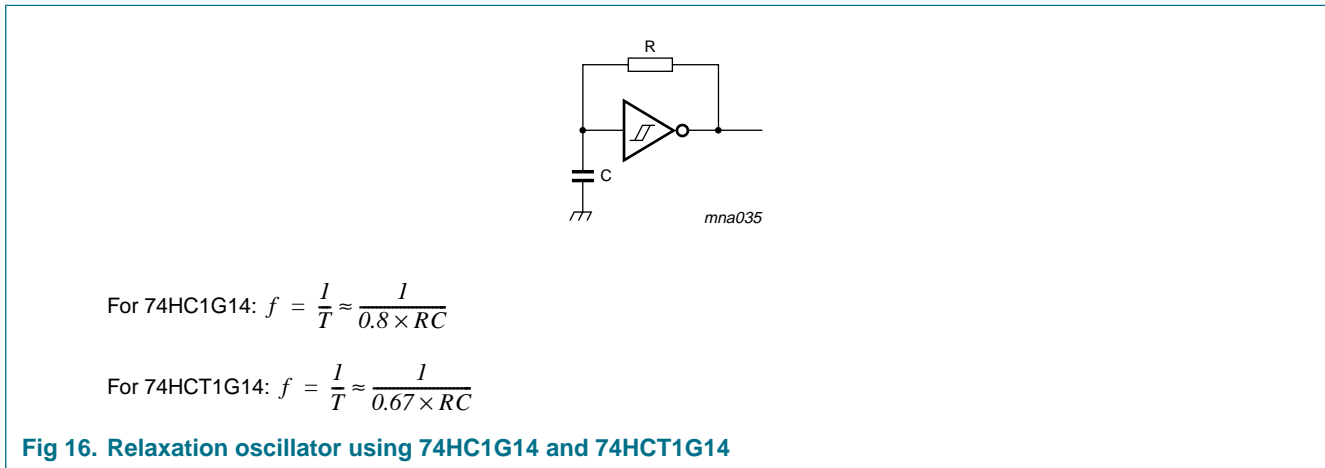 R
C
mna035
For 74HC1G14: f = 1/T ≈ 1/(0.8 × RC)
For 74HCT1G14: f = 1/T ≈ 1/(0.67 × RC)
Fig 16. Relaxation oscillator using 74HC1G14 and 74HCT1G14